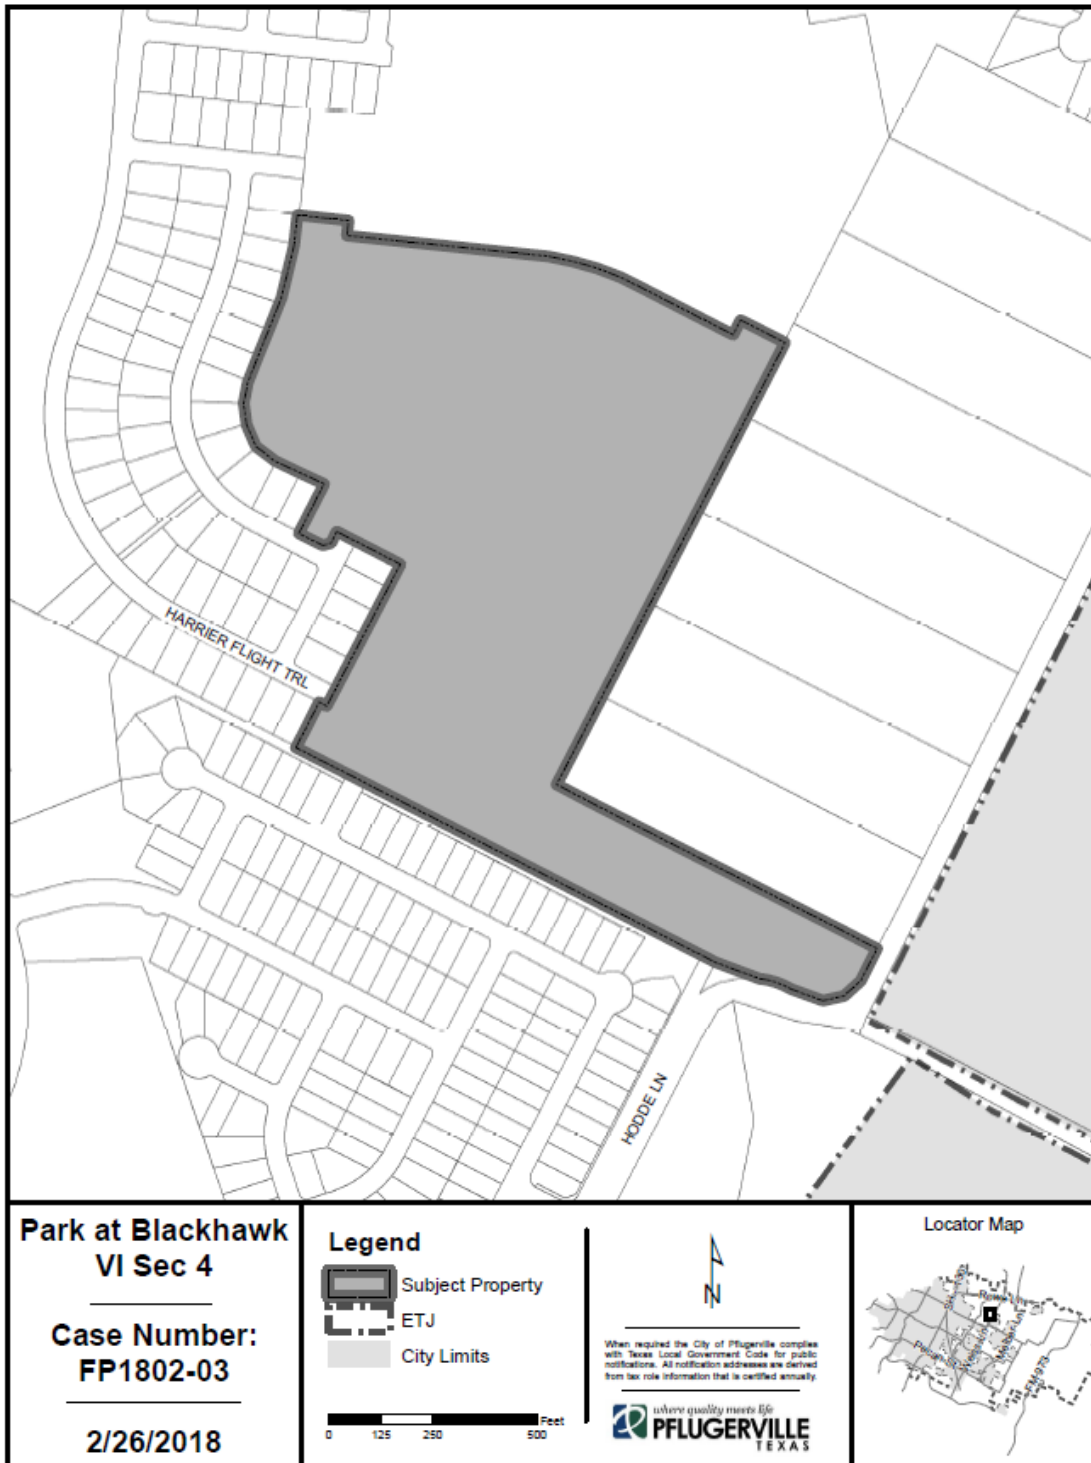 HARRIER FLIGHT TRL
HODDE LN
Park at Blackhawk
VI Sec 4
Case Number:
FP1802-03
2/26/2018
Legend
Subject Property
ETJ
City Limits
Feet
0 125 250 500
N
When required the City of Pflugerville complies
with Texas Local Government Code for public
notifications. All notification addresses are derived
from tax role information that is certified annually.
where quality meets life
PFLUGERVILLE
TEXAS
Locator Map